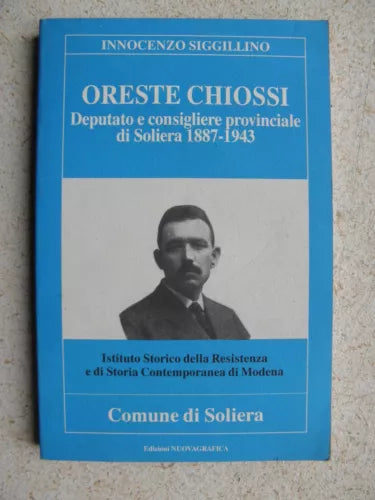 INNOCENZO SIGGILLINO
ORESTE CHIOSSI
Deputato e consigliere provinciale
di Soliera 1887-1943
Istituto Storico della Resistenza
e di Storia Contemporanea di Modena
Comune di Soliera
Edizioni NUOVAGRAFICA